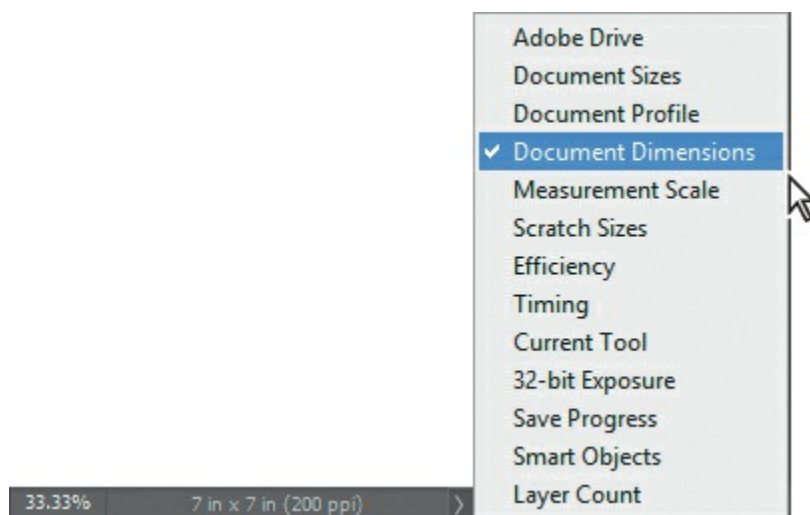 Adobe Drive
Document Sizes
Document Profile
✔ Document Dimensions
Measurement Scale
Scratch Sizes
Efficiency
Timing
Current Tool
32-bit Exposure
Save Progress
Smart Objects
Layer Count
33.33% 7 in x 7 in (200 ppi) >